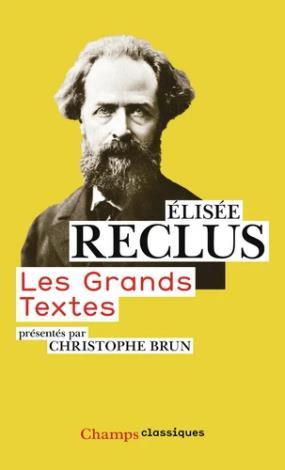 ÉLISÉE
RECLUS
Les Grands
Textes
présentés par
CHRISTOPHE BRUN
Champs classiques